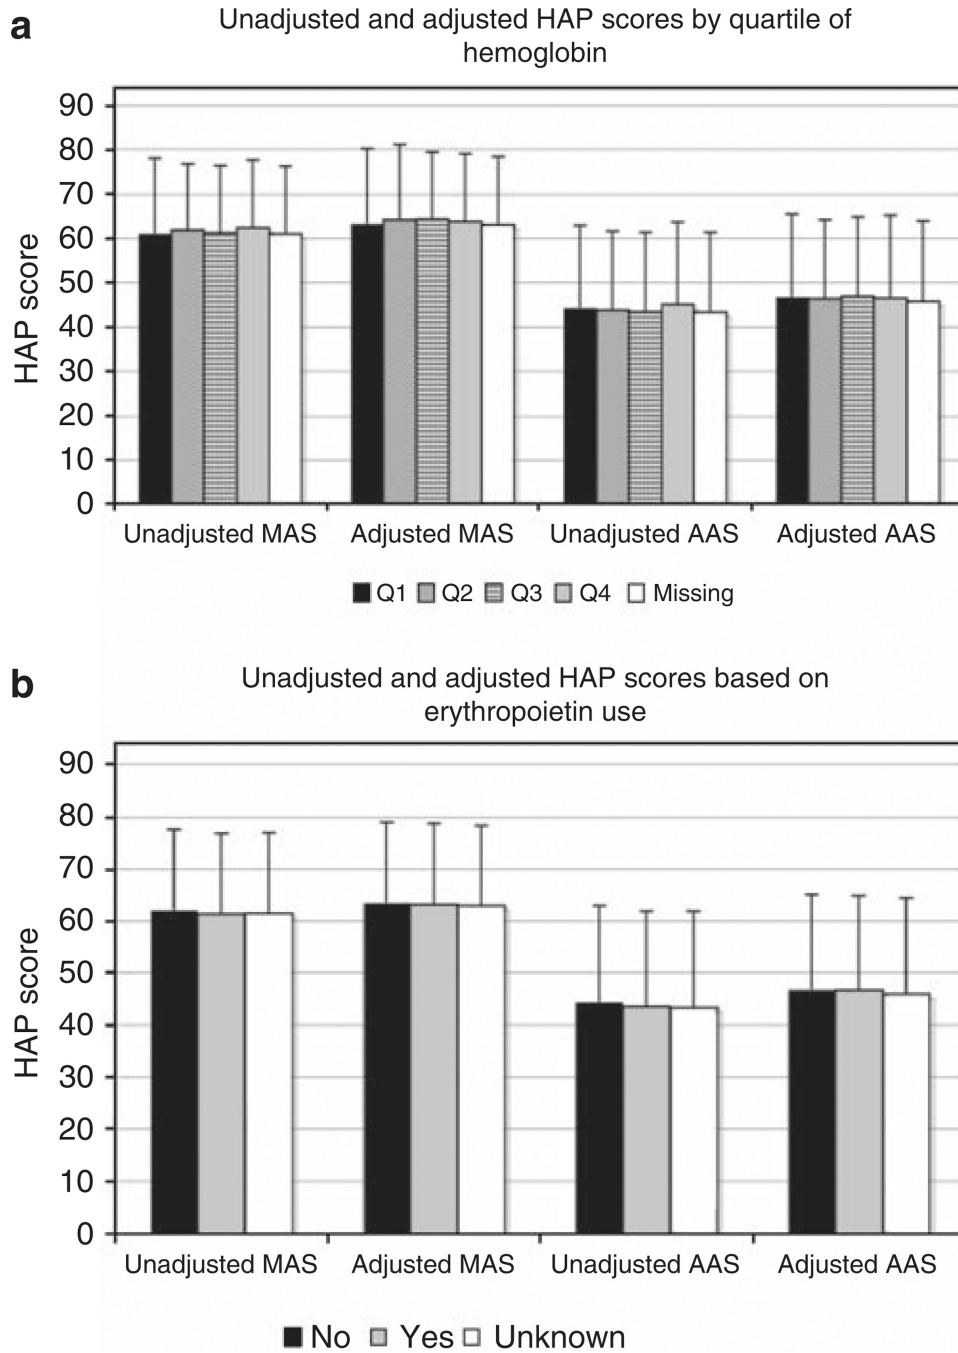 a
Unadjusted and adjusted HAP scores by quartile of
hemoglobin
HAP score
90
80
70
60
50
40
30
20
10
0
Unadjusted MAS Adjusted MAS Unadjusted AAS Adjusted AAS
Q1 Q2 Q3 Q4 Missing
b
Unadjusted and adjusted HAP scores based on
erythropoietin use
HAP score
90
80
70
60
50
40
30
20
10
0
Unadjusted MAS Adjusted MAS Unadjusted AAS Adjusted AAS
No Yes Unknown